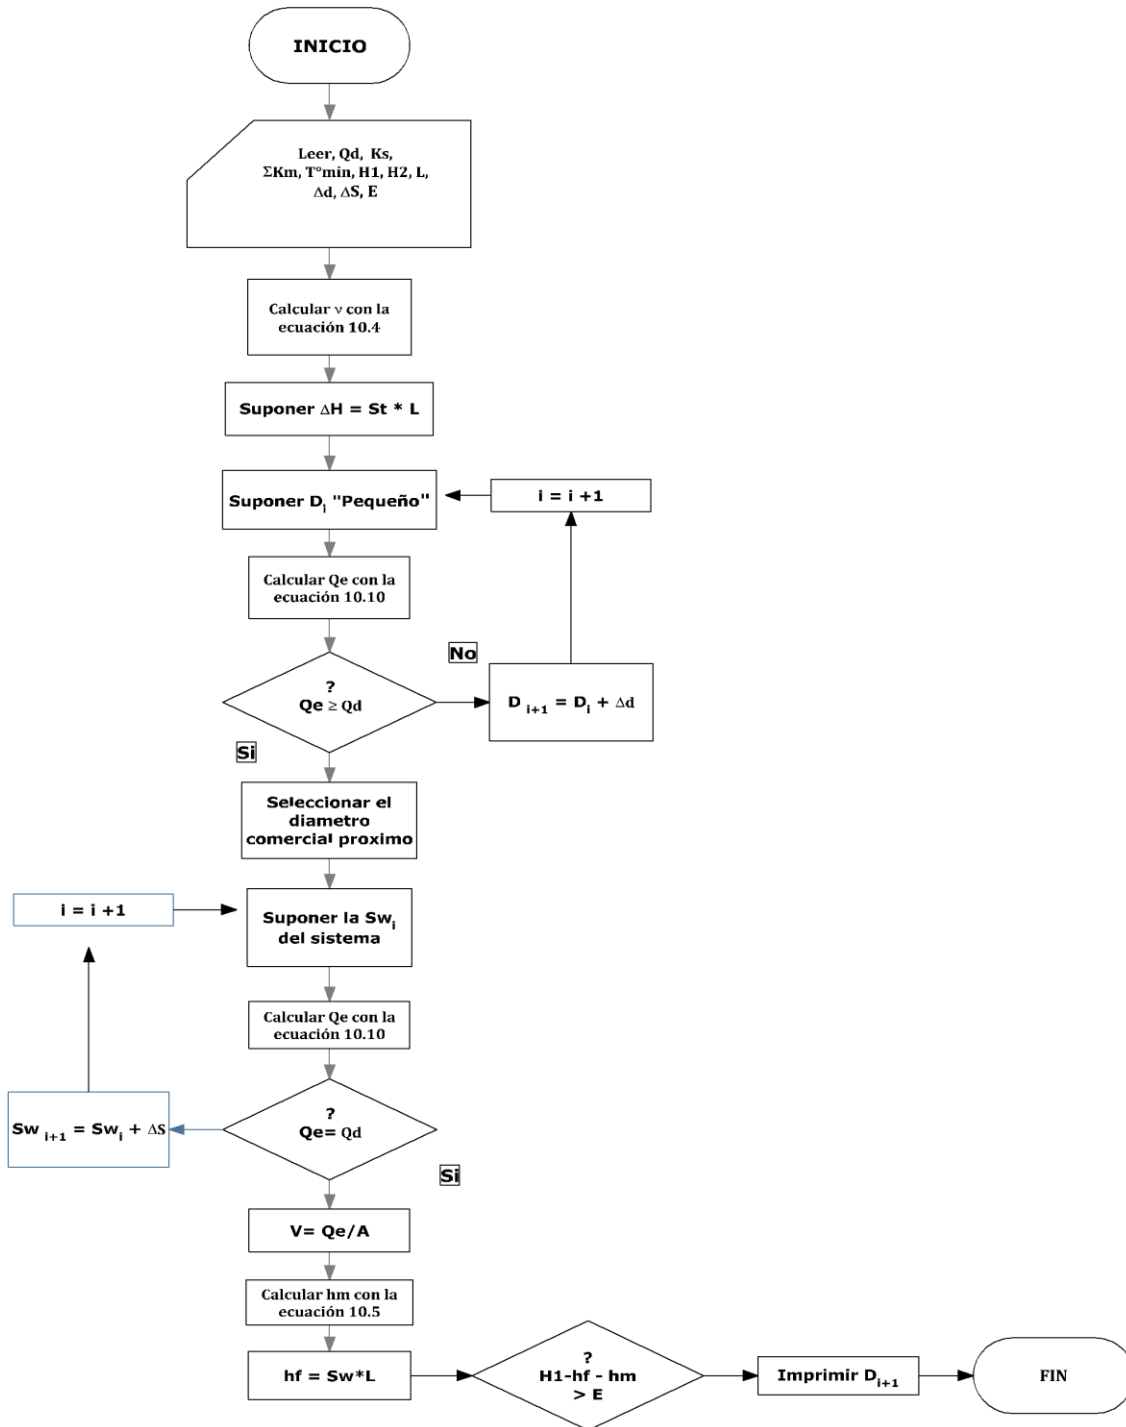 INICIO
Leer, Qd, Ks,
ΣKm, T°min, H1, H2, L,
Δd, ΔS, E
Calcular ν con la
ecuación 10.4
Suponer ΔH = St * L
Suponer Di "Pequeño"
i = i +1
Calcular Qe con la
ecuación 10.10
No
?
Qe ≥ Qd
D i+1 = Di + Δd
Si
Seleccionar el
diametro
comercial proximo
i = i +1
Suponer la Swi
del sistema
Calcular Qe con la
ecuación 10.10
?
Qe= Qd
Sw i+1 = Swi + ΔS
Si
V= Qe/A
Calcular hm con la
ecuación 10.5
hf = Sw*L
?
H1-hf - hm
> E
Imprimir Di+1
FIN